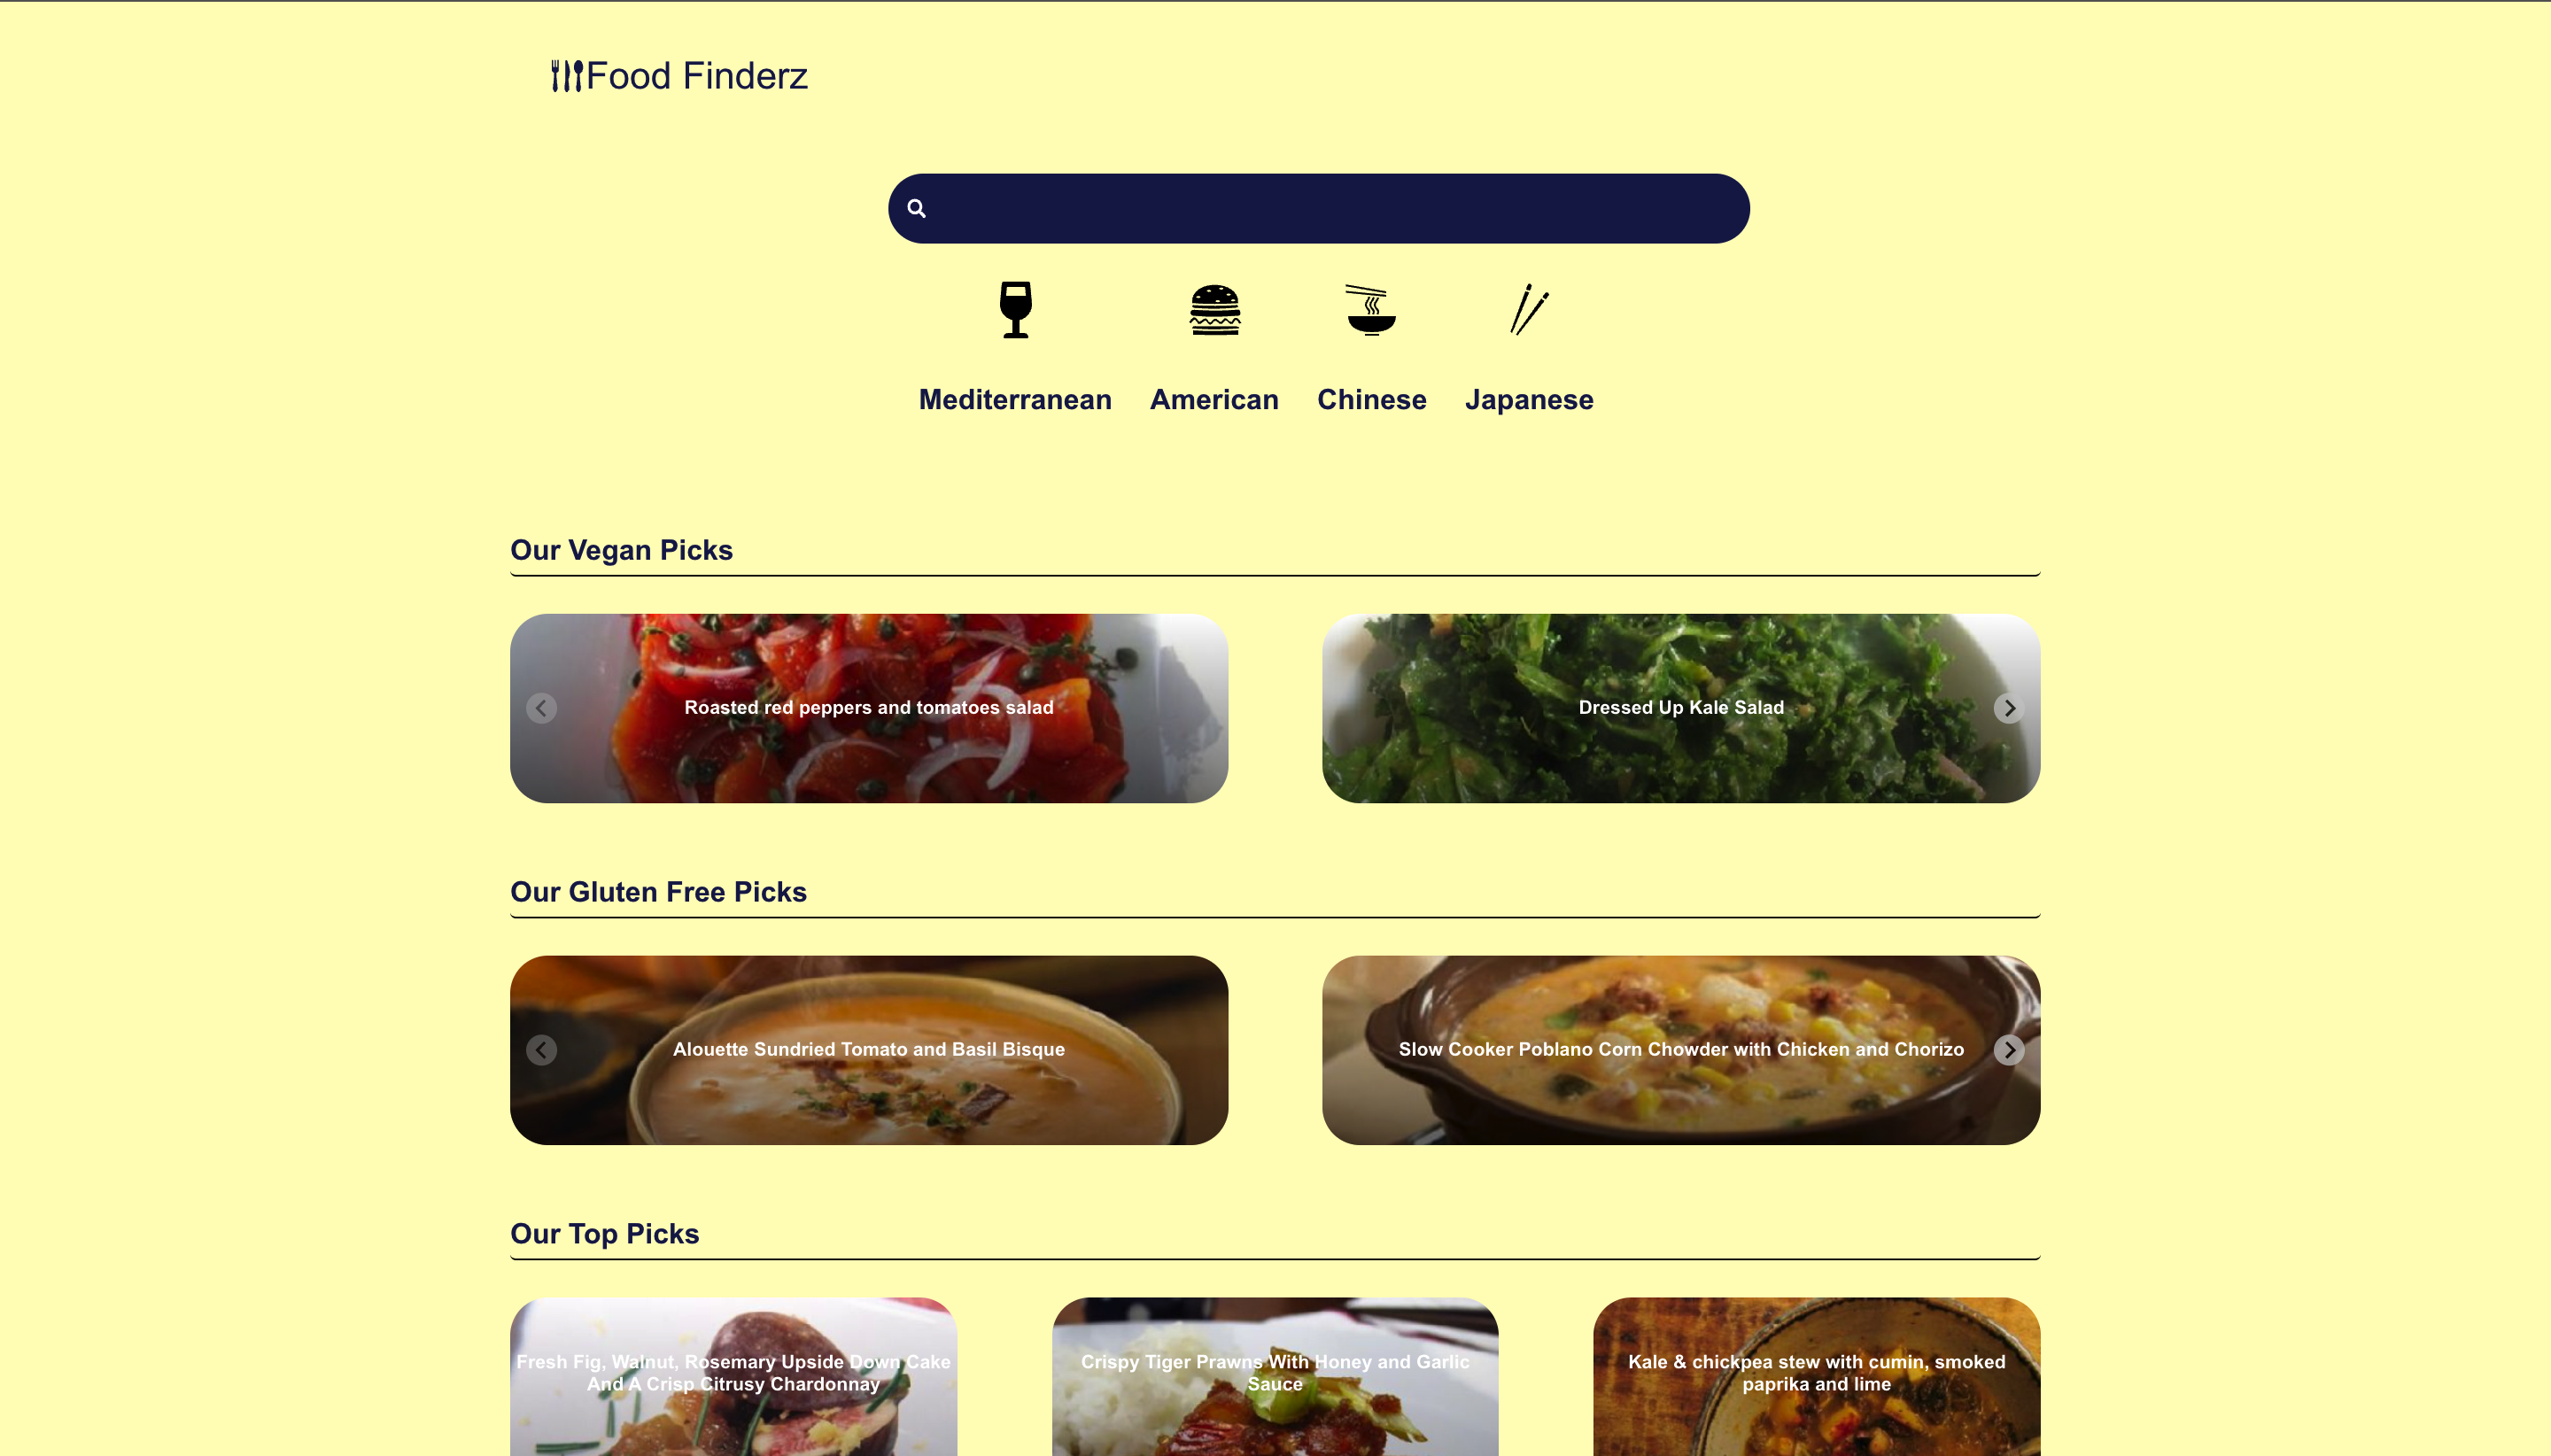 Food Finderz
Mediterranean American Chinese Japanese
Our Vegan Picks
Roasted red peppers and tomatoes salad
Dressed Up Kale Salad
Our Gluten Free Picks
Alouette Sundried Tomato and Basil Bisque
Slow Cooker Poblano Corn Chowder with Chicken and Chorizo
Our Top Picks
Fresh Fig, Walnut, Rosemary Upside Down Cake
And A Crisp Citrusy Chardonnay
Crispy Tiger Prawns With Honey and Garlic
Sauce
Kale & chickpea stew with cumin, smoked
paprika and lime